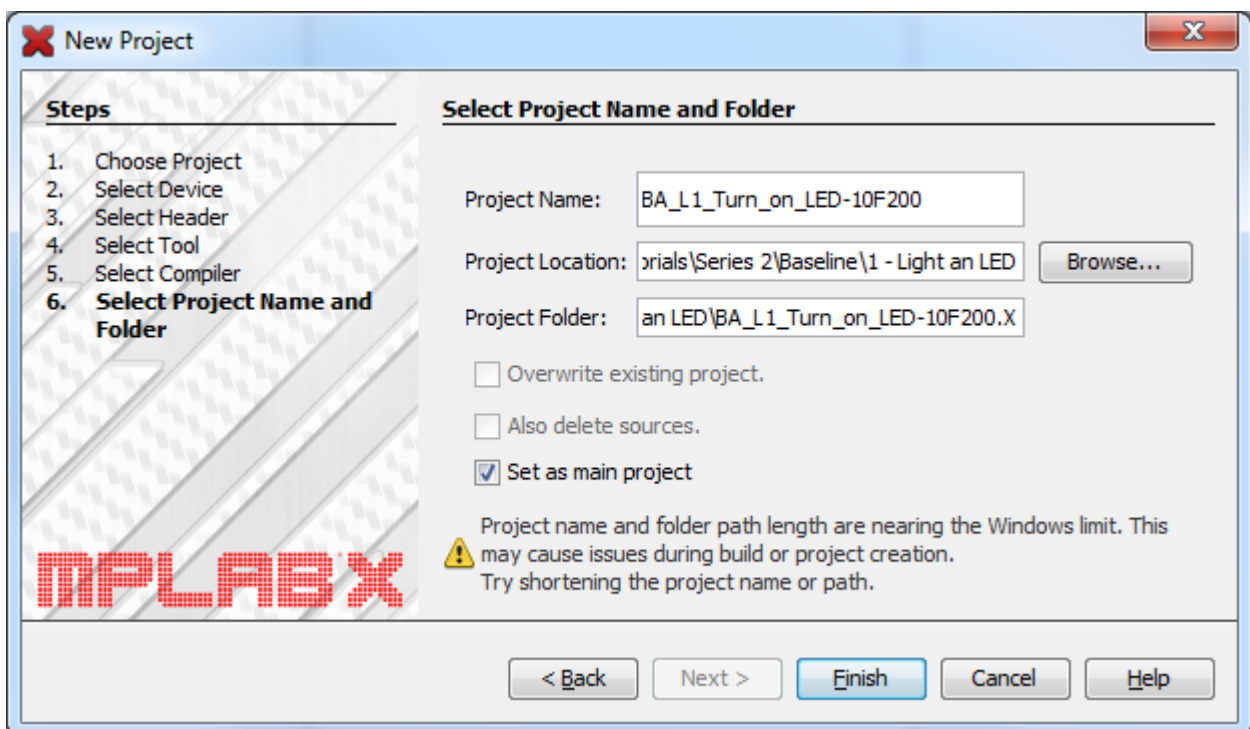 New Project
Steps
1. Choose Project
2. Select Device
3. Select Header
4. Select Tool
5. Select Compiler
6. Select Project Name and
Folder
MPLAB X
Select Project Name and Folder
Project Name: BA_L1_Turn_on_LED-10F200
Project Location: orials\Series 2\Baseline\1 - Light an LED Browse...
Project Folder: an LED\BA_L1_Turn_on_LED-10F200.X
Overwrite existing project.
Also delete sources.
Set as main project
Project name and folder path length are nearing the Windows limit. This
may cause issues during build or project creation.
Try shortening the project name or path.
< Back Next > Finish Cancel Help